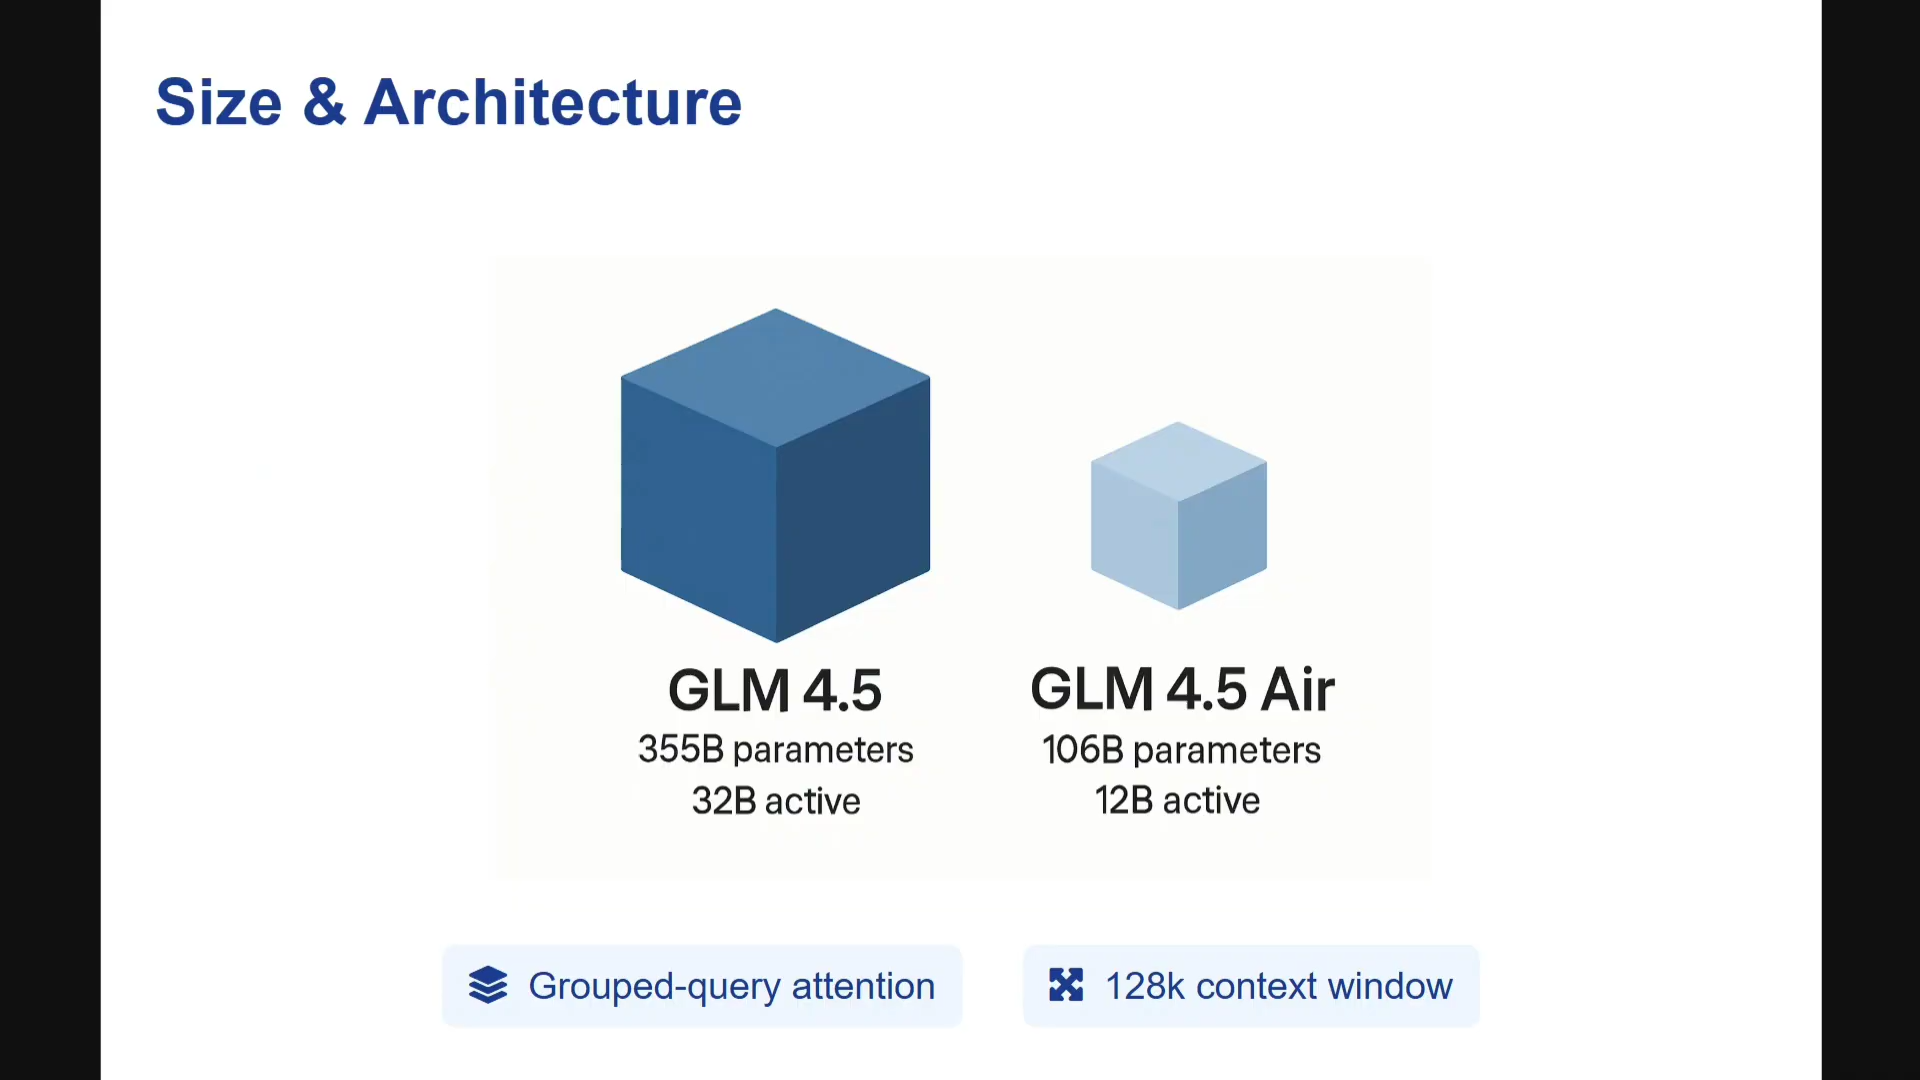 Size & Architecture
GLM 4.5
355B parameters
32B active
GLM 4.5 Air
106B parameters
12B active
Grouped-query attention
128k context window